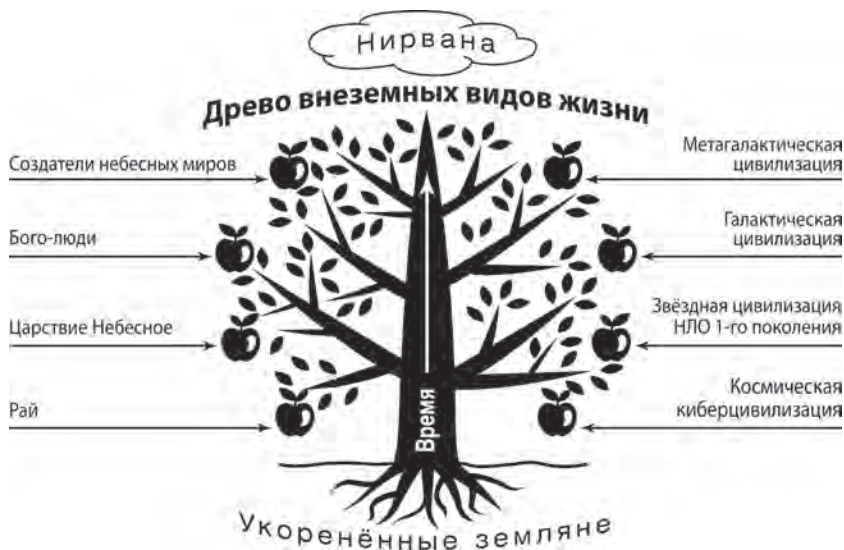 Нирвана
Древо внеземных видов жизни
Создатели небесных миров
Метагалактическая
цивилизация
Бого-люди
Галактическая
цивилизация
Царствие Небесное
Звёздная цивилизация,
НЛО 1-го поколения
Рай
Космическая
киберцивилизация
Время
Укоренённые земляне